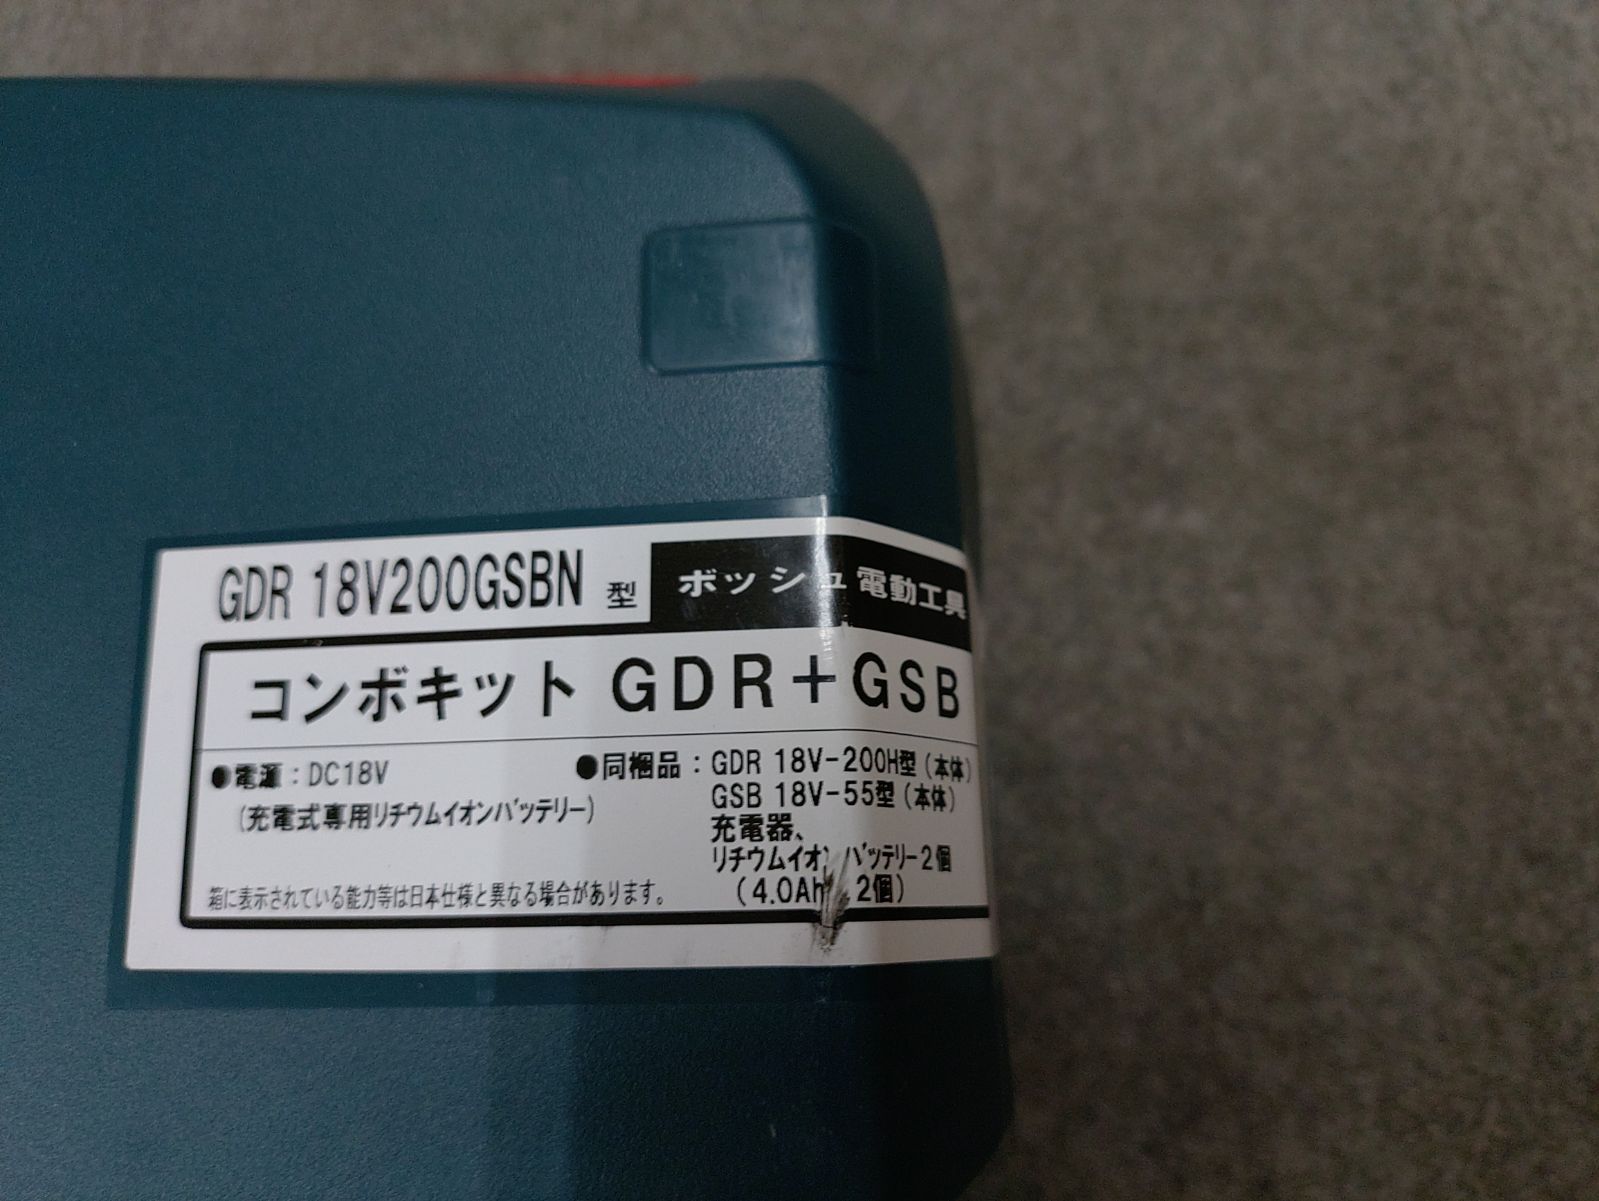 GDR 18V200GSBN 型 ボッシュ電動工具
コンボキット GDR+GSB
●電源:DC18V
(充電式専用リチウムイオンバッテリー)
●同梱品:GDR 18V-200H型(本体)
GSB 18V-55型(本体)
充電器、
リチウムイオンバッテリー2個
(4.0Ah 2個)
箱に表示されている能力等は日本仕様と異なる場合があります。